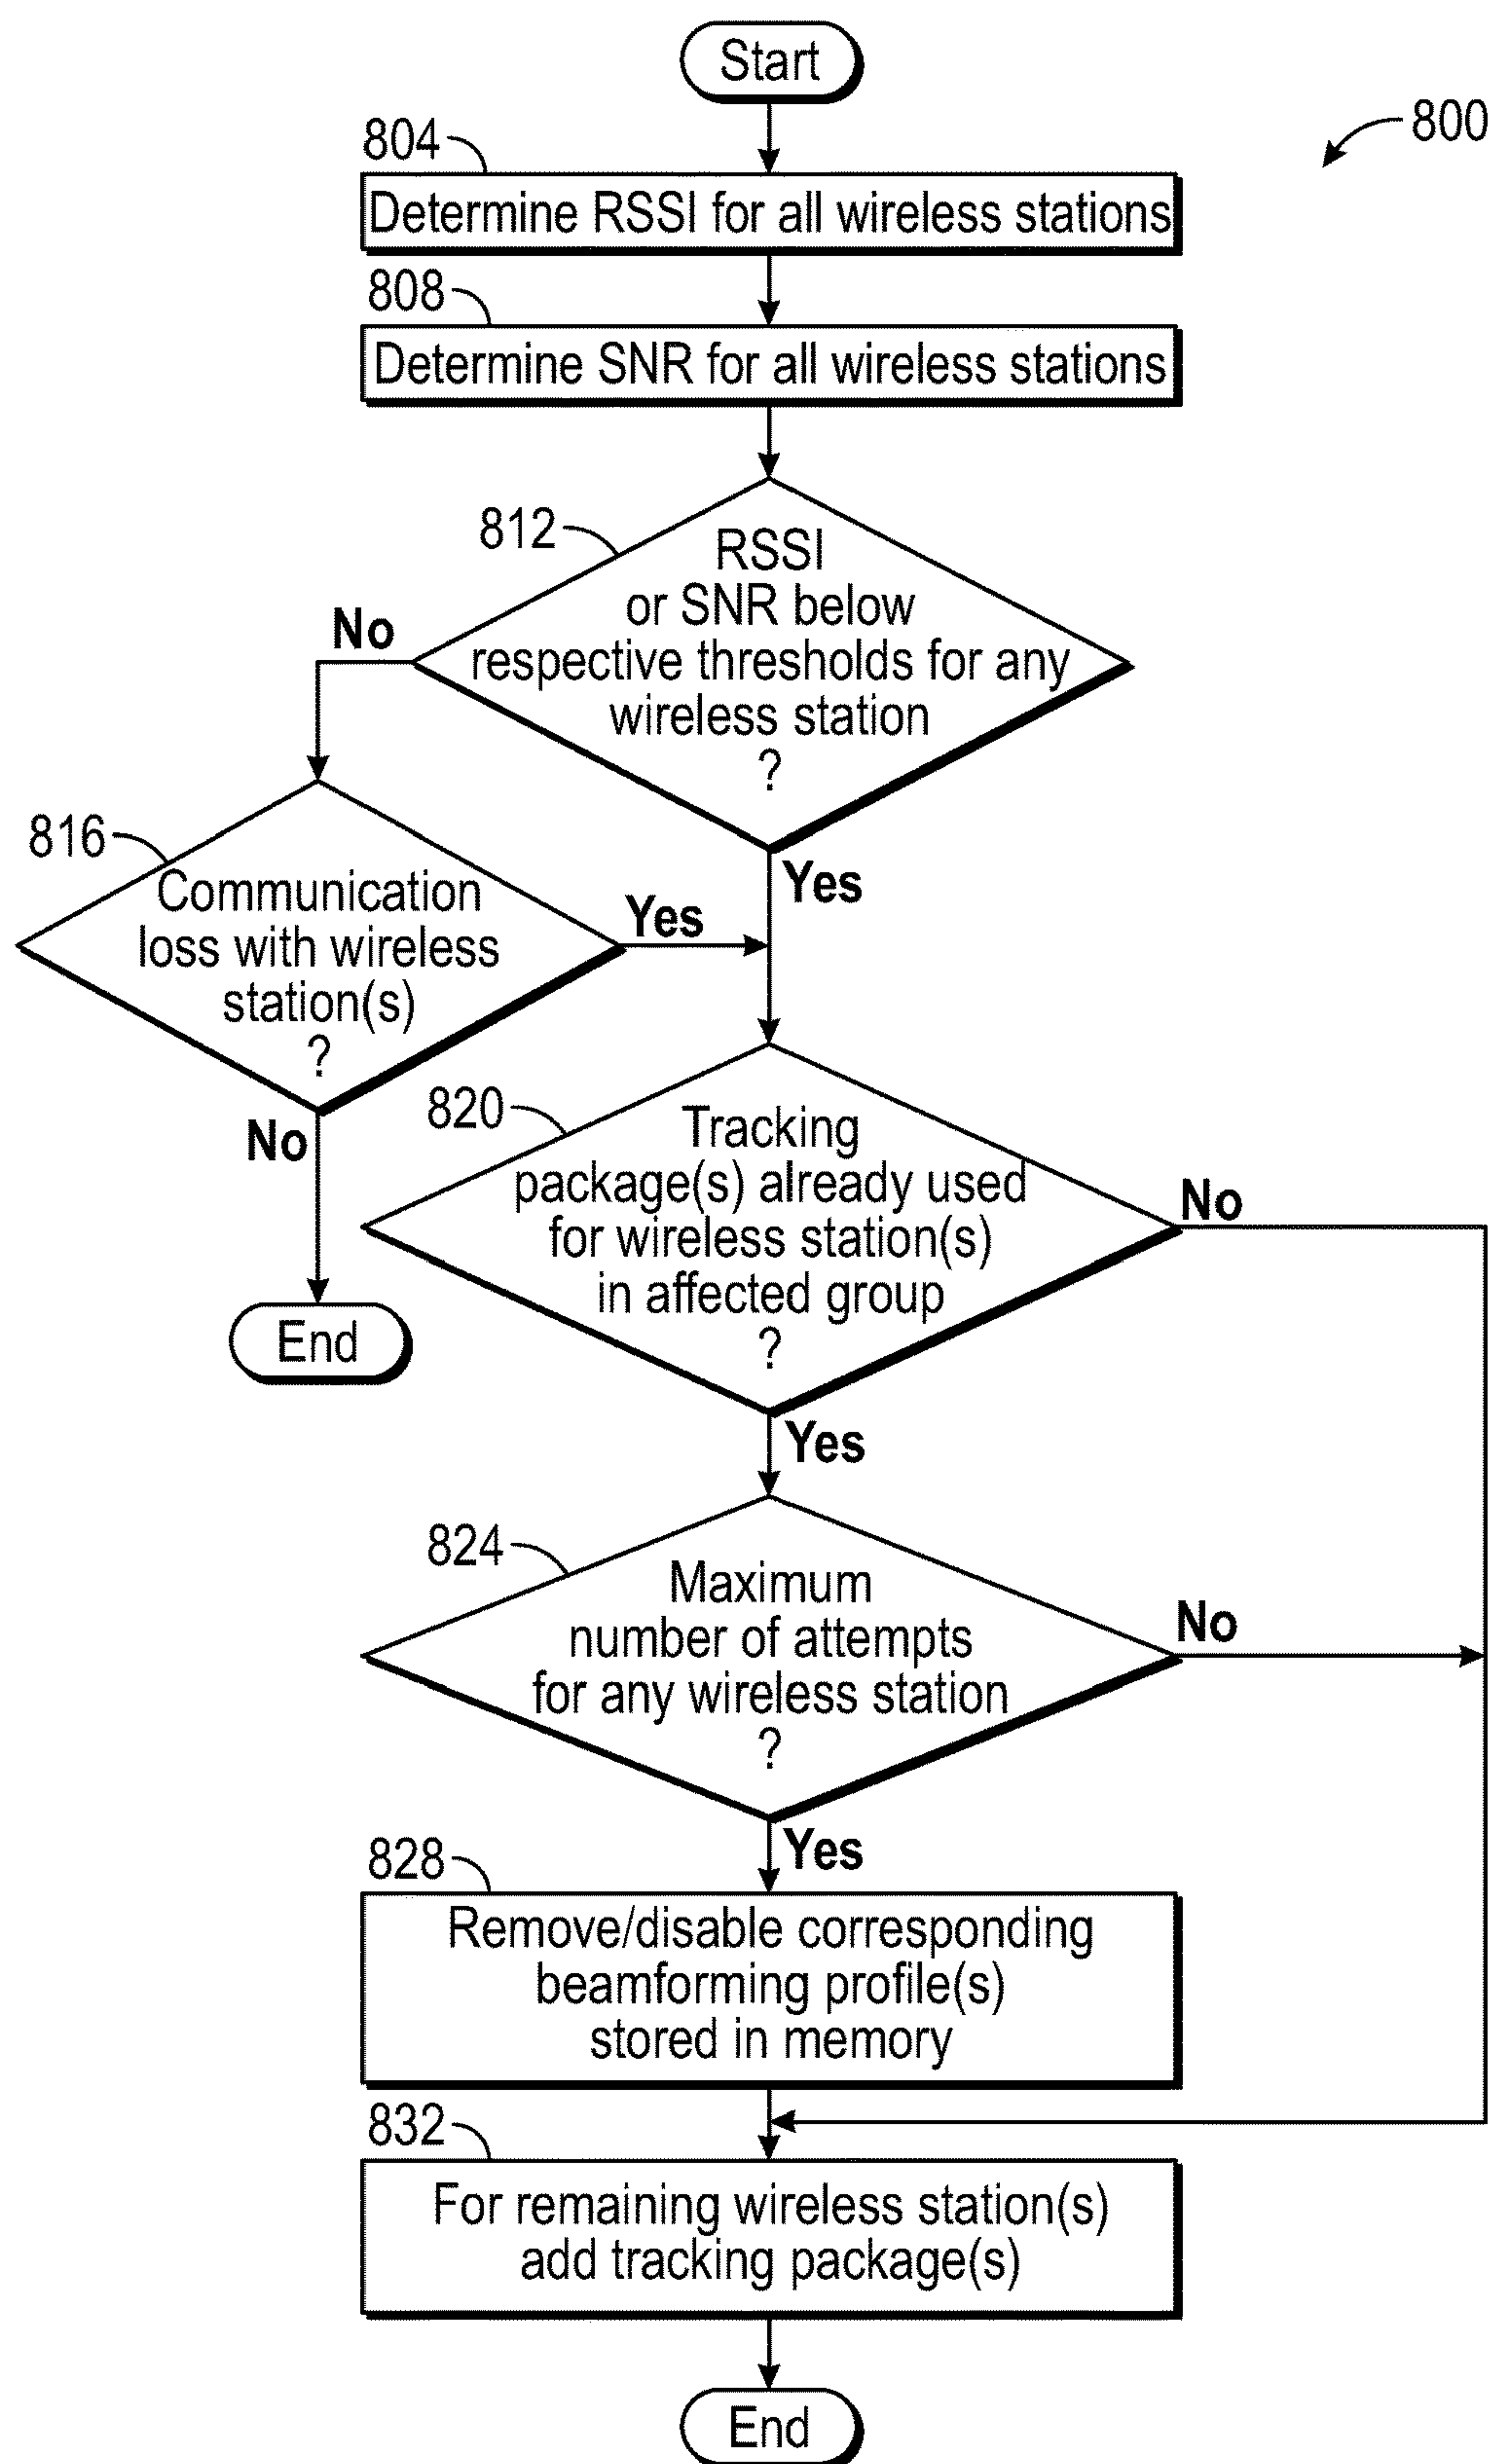 Start
800
804
Determine RSSI for all wireless stations
808
Determine SNR for all wireless stations
812
RSSI
or SNR below
respective thresholds for any
wireless station
?
No
Yes
816
Communication
loss with wireless
station(s)
?
Yes
No
End
820
Tracking
package(s) already used
for wireless station(s)
in affected group
?
No
Yes
824
Maximum
number of attempts
for any wireless station
?
No
Yes
828
Remove/disable corresponding
beamforming profile(s)
stored in memory
832
For remaining wireless station(s)
add tracking package(s)
End